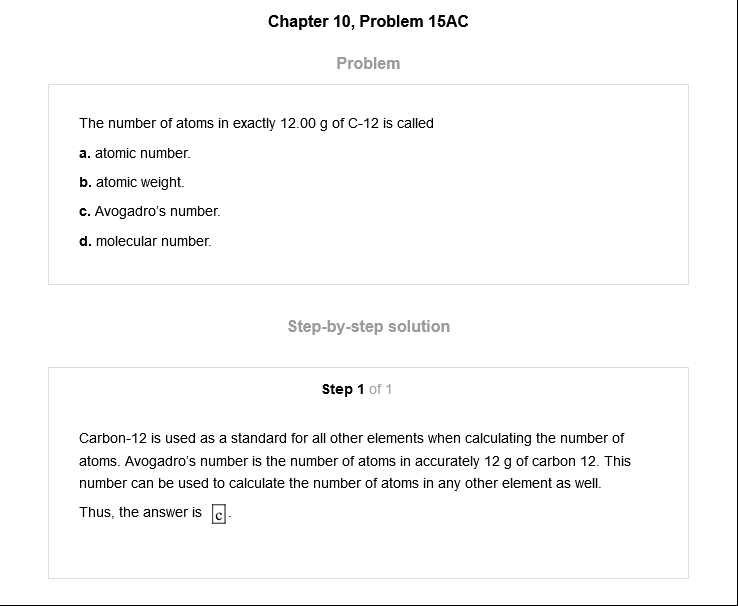 Chapter 10, Problem 15AC
Problem
The number of atoms in exactly 12.00 g of C-12 is called
a. atomic number.
b. atomic weight.
c. Avogadro's number.
d. molecular number.
Step-by-step solution
Step 1 of 1
Carbon-12 is used as a standard for all other elements when calculating the number of
atoms. Avogadro's number is the number of atoms in accurately 12 g of carbon 12. This
number can be used to calculate the number of atoms in any other element as well.
Thus, the answer is c.